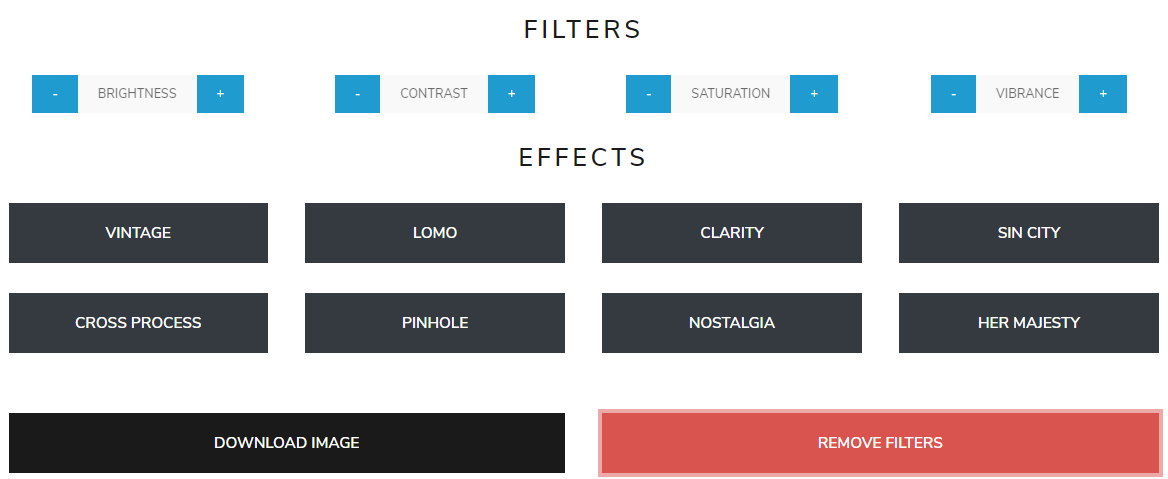 FILTERS
- BRIGHTNESS + - CONTRAST + - SATURATION + - VIBRANCE +
EFFECTS
VINTAGE LOMO CLARITY SIN CITY
CROSS PROCESS PINHOLE NOSTALGIA HER MAJESTY
DOWNLOAD IMAGE REMOVE FILTERS